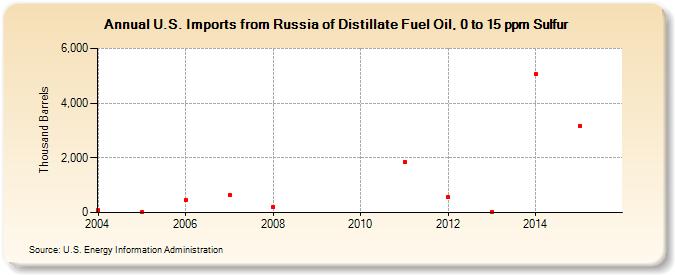 Annual U.S. Imports from Russia of Distillate Fuel Oil, 0 to 15 ppm Sulfur
Thousand Barrels
6,000
4,000
2,000
0
2004 2006 2008 2010 2012 2014
Source: U.S. Energy Information Administration